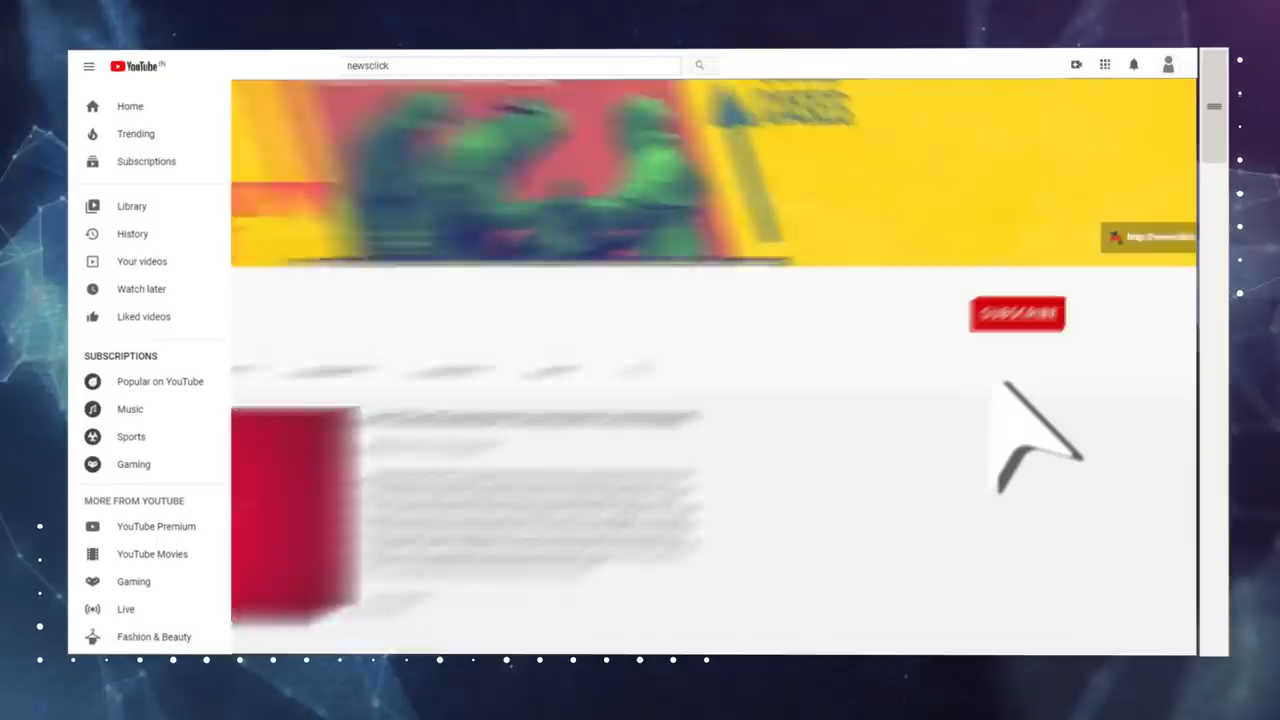 YouTube IN
newsclick
Home
Trending
Subscriptions
Library
History
Your videos
Watch later
Liked videos
SUBSCRIPTIONS
Popular on YouTube
Music
Sports
Gaming
MORE FROM YOUTUBE
YouTube Premium
YouTube Movies
Gaming
Live
Fashion & Beauty
SUBSCRIBE